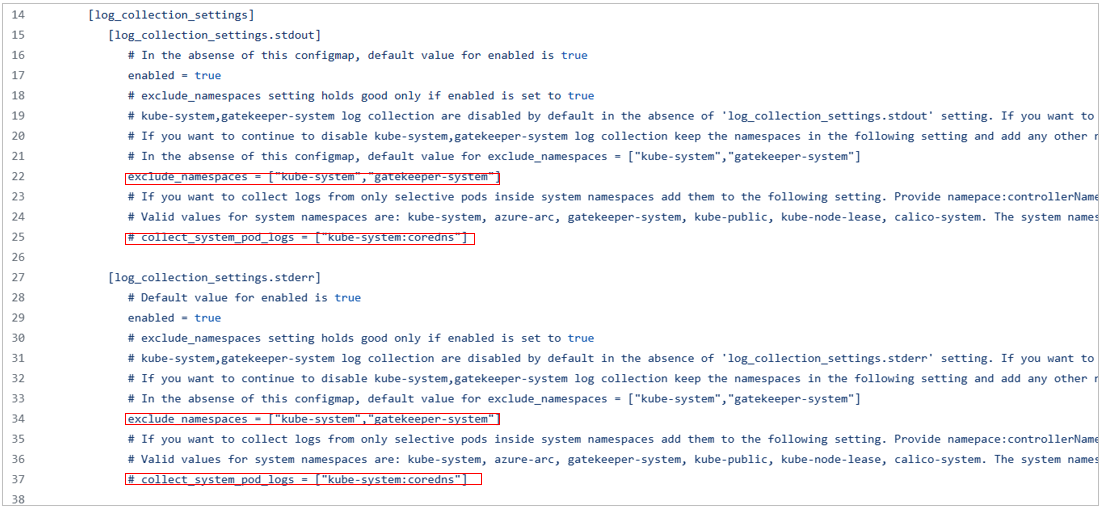 14 [log_collection_settings]
15 [log_collection_settings.stdout]
16 # In the absense of this configmap, default value for enabled is true
17 enabled = true
18 # exclude_namespaces setting holds good only if enabled is set to true
19 # kube-system,gatekeeper-system log collection are disabled by default in the absence of 'log_collection_settings.stdout' setting. If you want to
20 # If you want to continue to disable kube-system,gatekeeper-system log collection keep the namespaces in the following setting and add any other
21 # In the absense of this configmap, default value for exclude_namespaces = ["kube-system","gatekeeper-system"]
22 exclude_namespaces = ["kube-system","gatekeeper-system"]
23 # If you want to collect logs from only selective pods inside system namespaces add them to the following setting. Provide namepace:controllerName
24 # Valid values for system namespaces are: kube-system, azure-arc, gatekeeper-system, kube-public, kube-node-lease, calico-system. The system names
25 # collect_system_pod_logs = ["kube-system:coredns"]
26
27 [log_collection_settings.stderr]
28 # Default value for enabled is true
29 enabled = true
30 # exclude_namespaces setting holds good only if enabled is set to true
31 # kube-system,gatekeeper-system log collection are disabled by default in the absence of 'log_collection_settings.stderr' setting. If you want to
32 # If you want to continue to disable kube-system,gatekeeper-system log collection keep the namespaces in the following setting and add any other
33 # In the absense of this configmap, default value for exclude_namespaces = ["kube-system","gatekeeper-system"]
34 exclude_namespaces = ["kube-system","gatekeeper-system"]
35 # If you want to collect logs from only selective pods inside system namespaces add them to the following setting. Provide namepace:controllerName
36 # Valid values for system namespaces are: kube-system, azure-arc, gatekeeper-system, kube-public, kube-node-lease, calico-system. The system names
37 # collect_system_pod_logs = ["kube-system:coredns"]
38